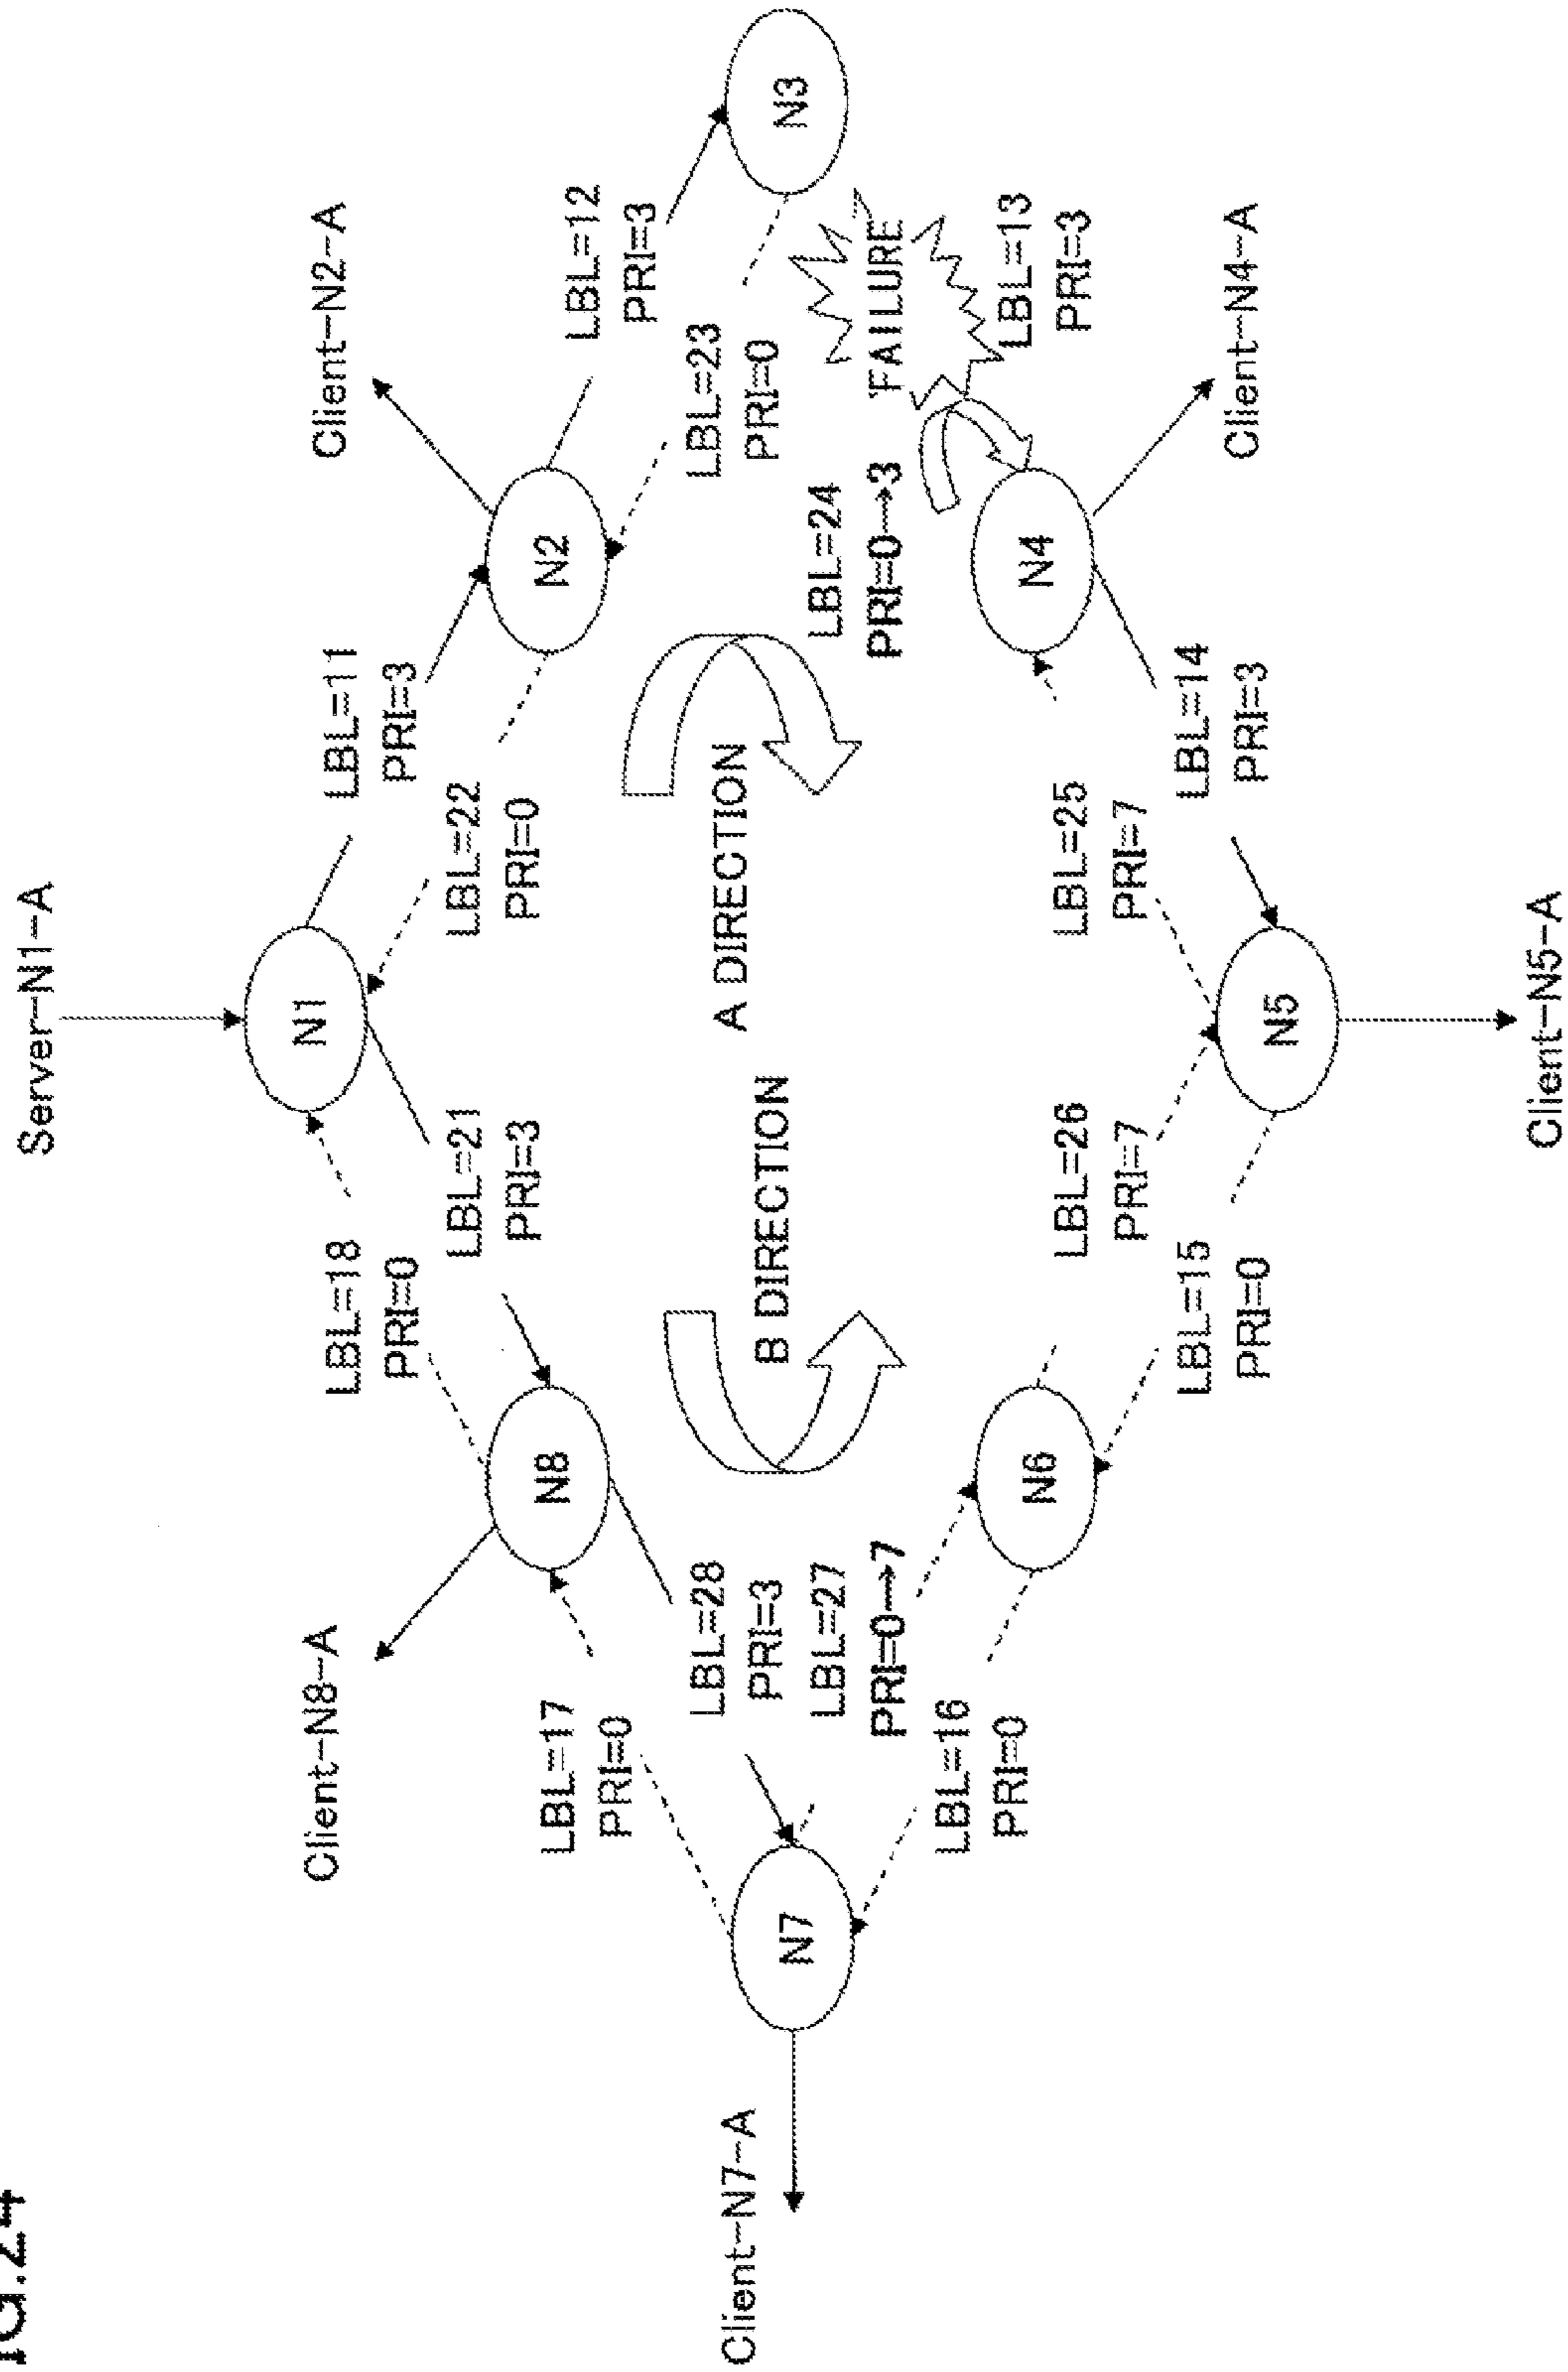 FIG.24
Server-N1-A
N1
LBL=18
PRI=0
LBL=11
PRI=3
LBL=21
PRI=3
LBL=22
PRI=0
Client-N8-A
N8
Client-N2-A
N2
LBL=17
PRI=0
LBL=12
PRI=3
LBL=28
PRI=3
LBL=23
PRI=0
Client-N7-A
N7
B DIRECTION
A DIRECTION
N3
LBL=27
PRI=0→7
LBL=24
PRI=0→3
FAILURE
LBL=16
PRI=0
LBL=13
PRI=3
N6
LBL=26
PRI=7
LBL=25
PRI=7
N4
LBL=15
PRI=0
LBL=14
PRI=3
Client-N4-A
N5
Client-N5-A